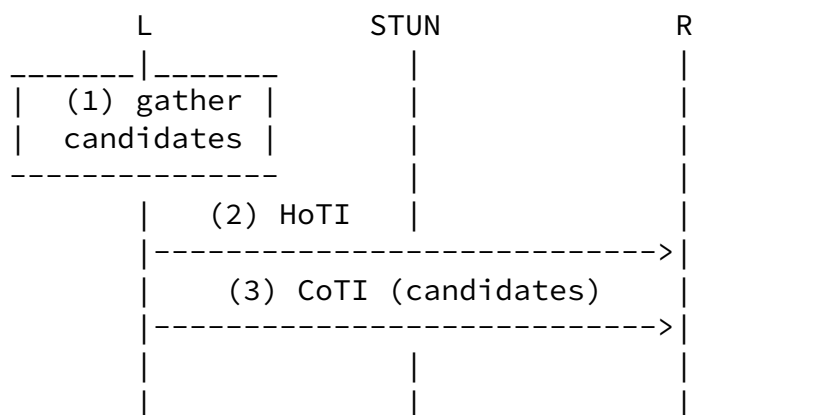 L STUN R
(1) gather
candidates
(2) HoTI
(3) CoTI (candidates)